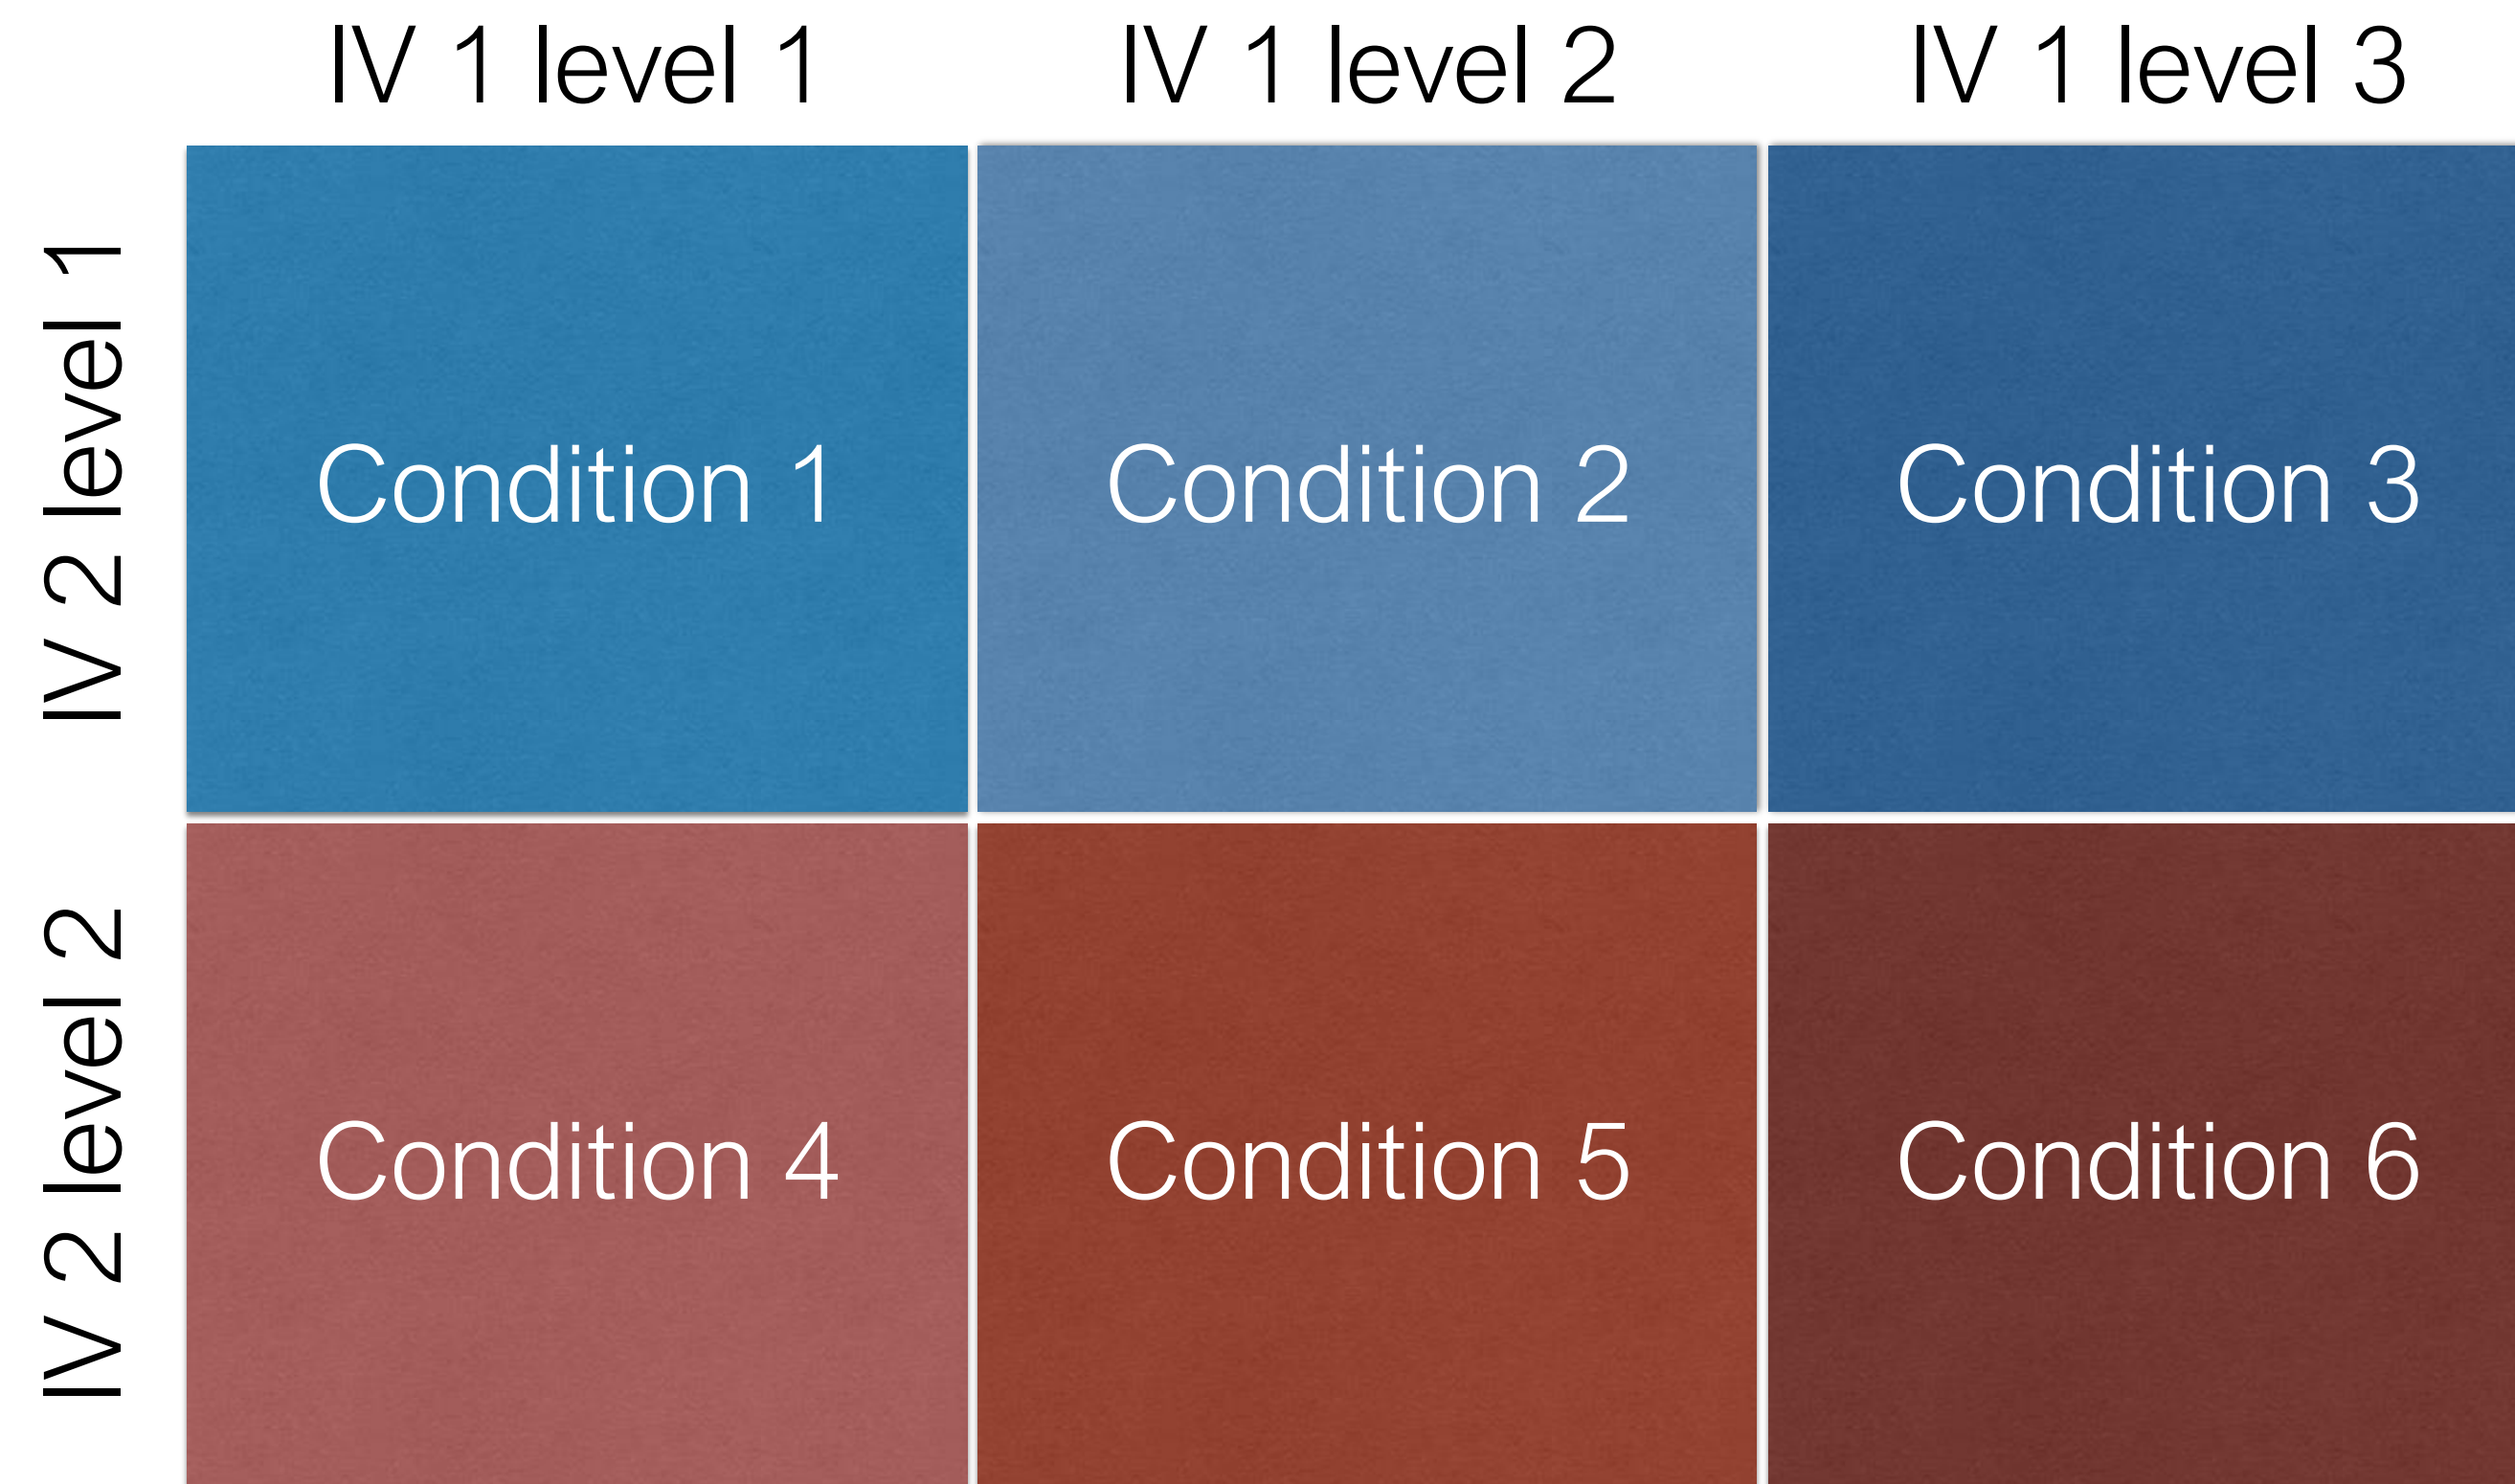 IV 1 level 1
IV 1 level 2
IV 1 level 3
IV 2 level 1
Condition 1
Condition 2
Condition 3
IV 2 level 2
Condition 4
Condition 5
Condition 6